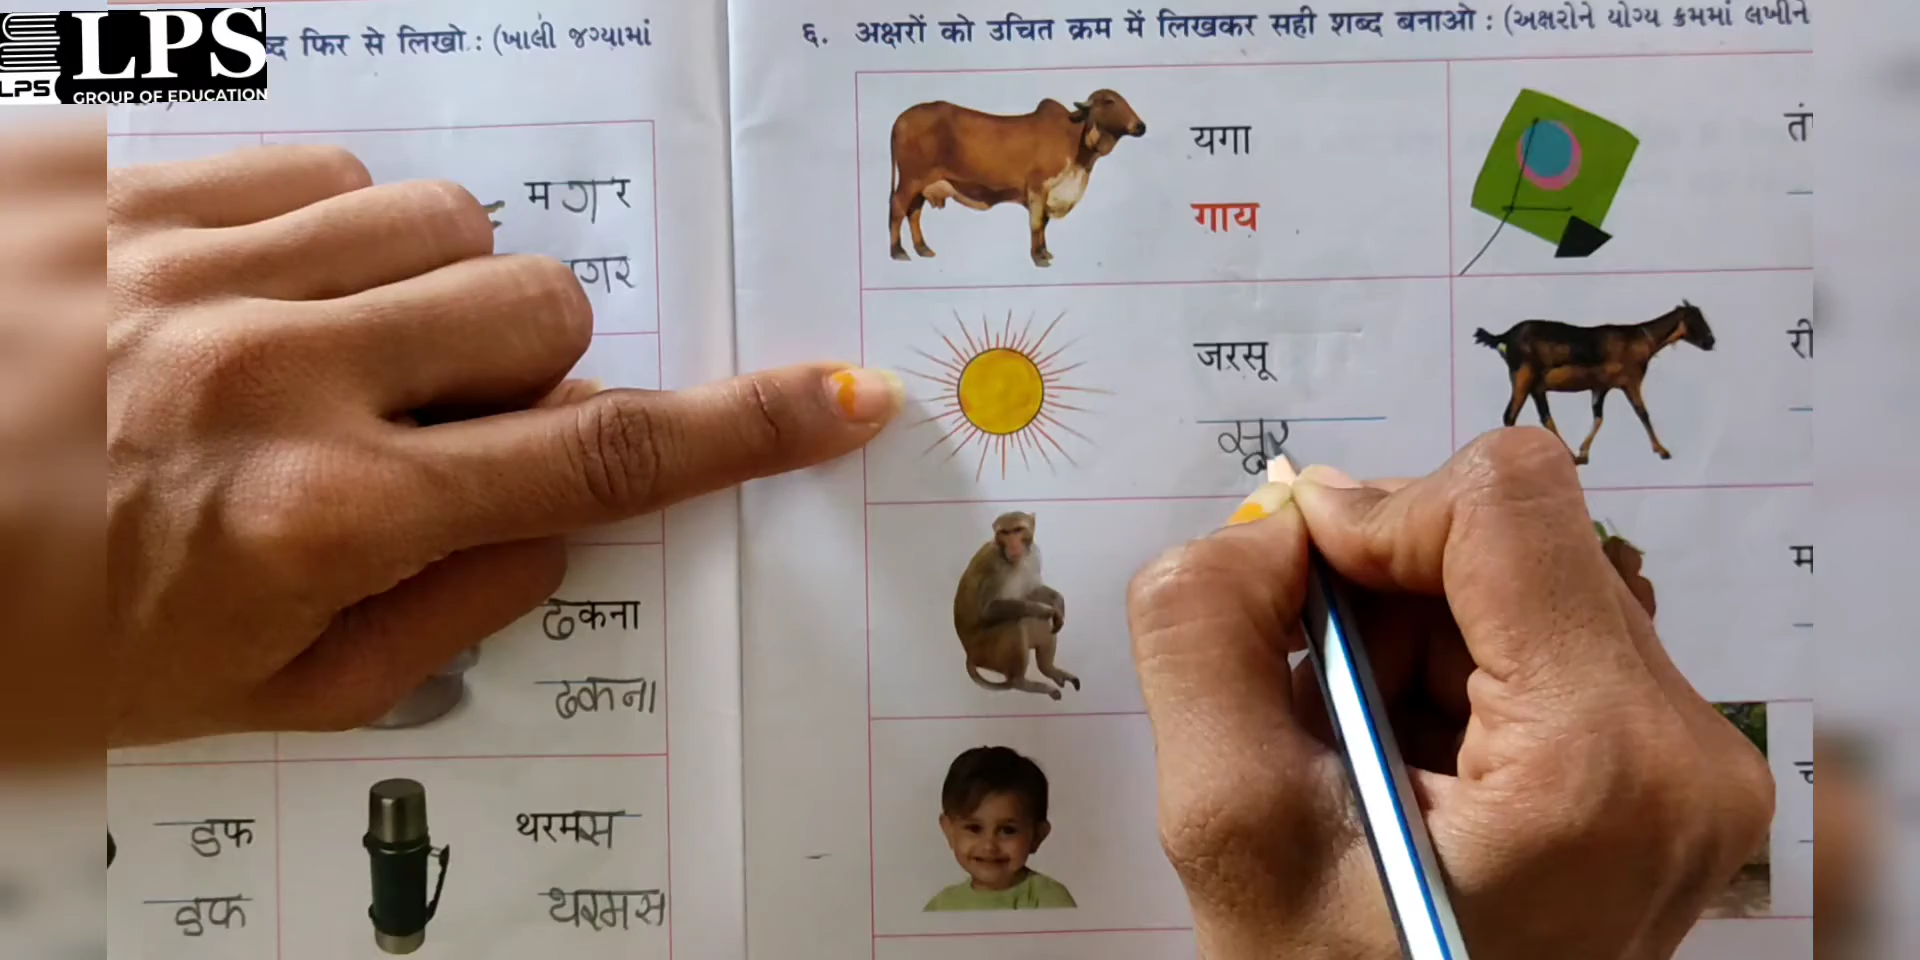 LPS
LPS
GROUP OF EDUCATION
फिर से लिखो : (ખાલી જગ્યામાં
मगर
ढकना
ढकना
डफ
डफ
थरमस
थरमस
६. अक्षरों को उचित क्रम में लिखकर सही शब्द बनाओ : (અક્ષરોને યોગ્ય ક્રમમાં લખીને
यगा
गाय
जरसू
सूर